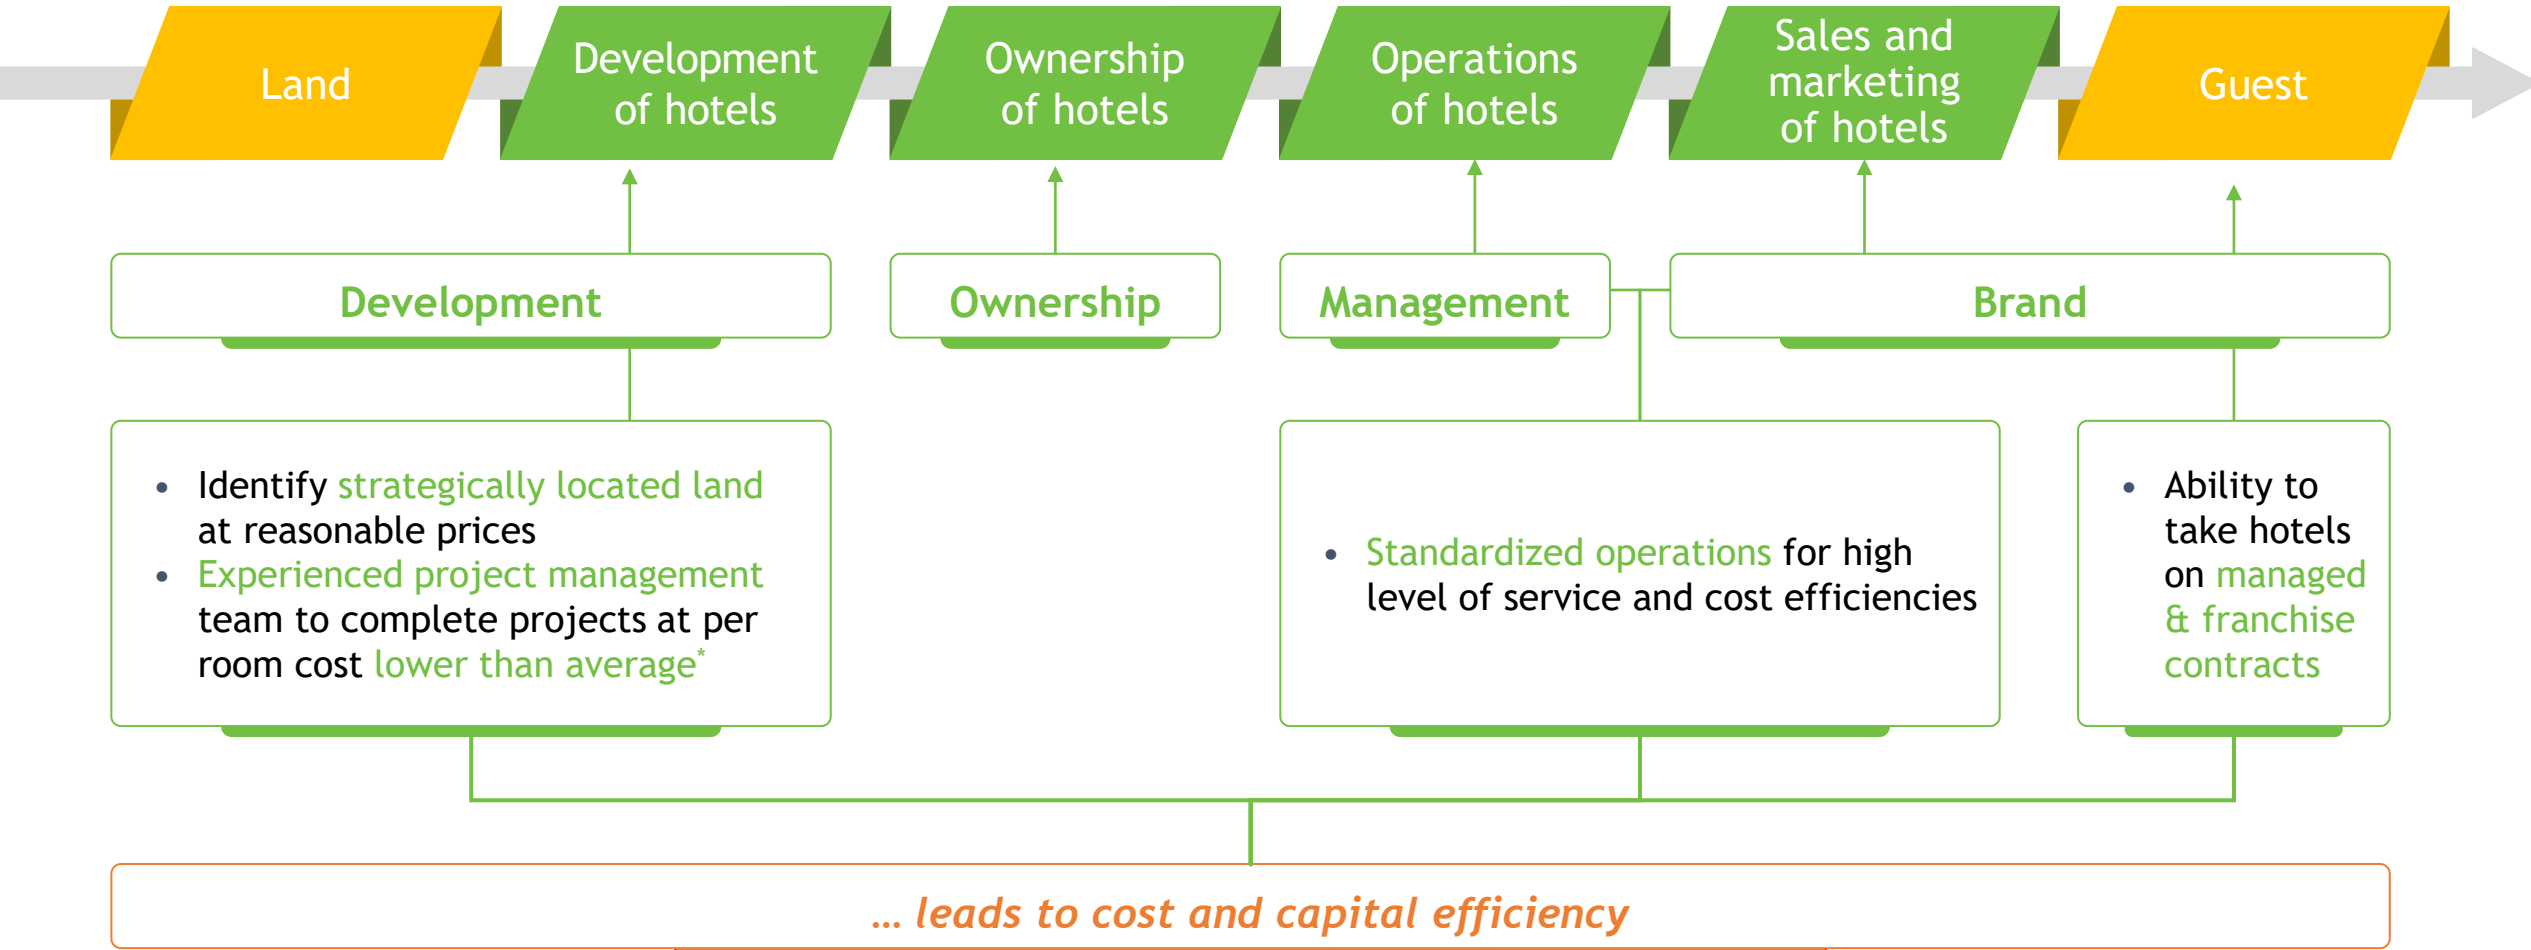 Land
Development
of hotels
Ownership
of hotels
Operations
of hotels
Sales and
marketing
of hotels
Guest
Development
Ownership
Management
Brand
• Identify strategically located land
at reasonable prices
• Experienced project management
team to complete projects at per
room cost lower than average*
• Standardized operations for high
level of service and cost efficiencies
• Ability to
take hotels
on managed
& franchise
contracts
… leads to cost and capital efficiency